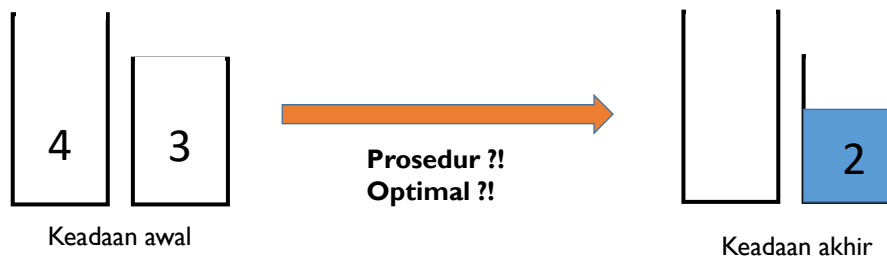 4
3
Keadaan awal
Prosedur ?!
Optimal ?!
2
Keadaan akhir